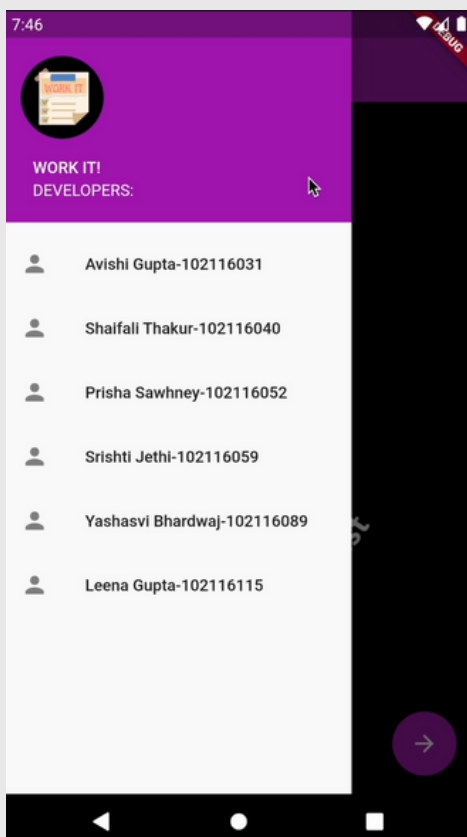 7:46
DEBUG
WORK IT
WORK IT!
DEVELOPERS:
Avishi Gupta-102116031
Shaifali Thakur-102116040
Prisha Sawhney-102116052
Srishti Jethi-102116059
Yashasvi Bhardwaj-102116089
Leena Gupta-102116115
st